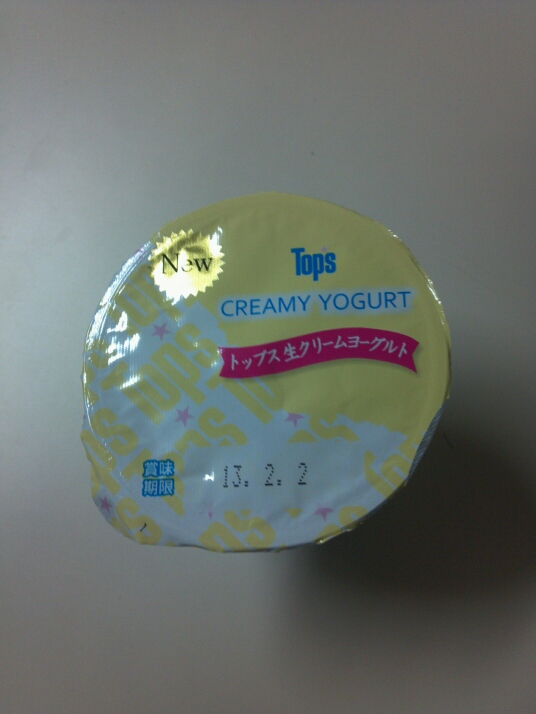 New
Top's
CREAMY YOGURT
トップス 生クリームヨーグルト
Tops
賞味
期限
13. 2. 2